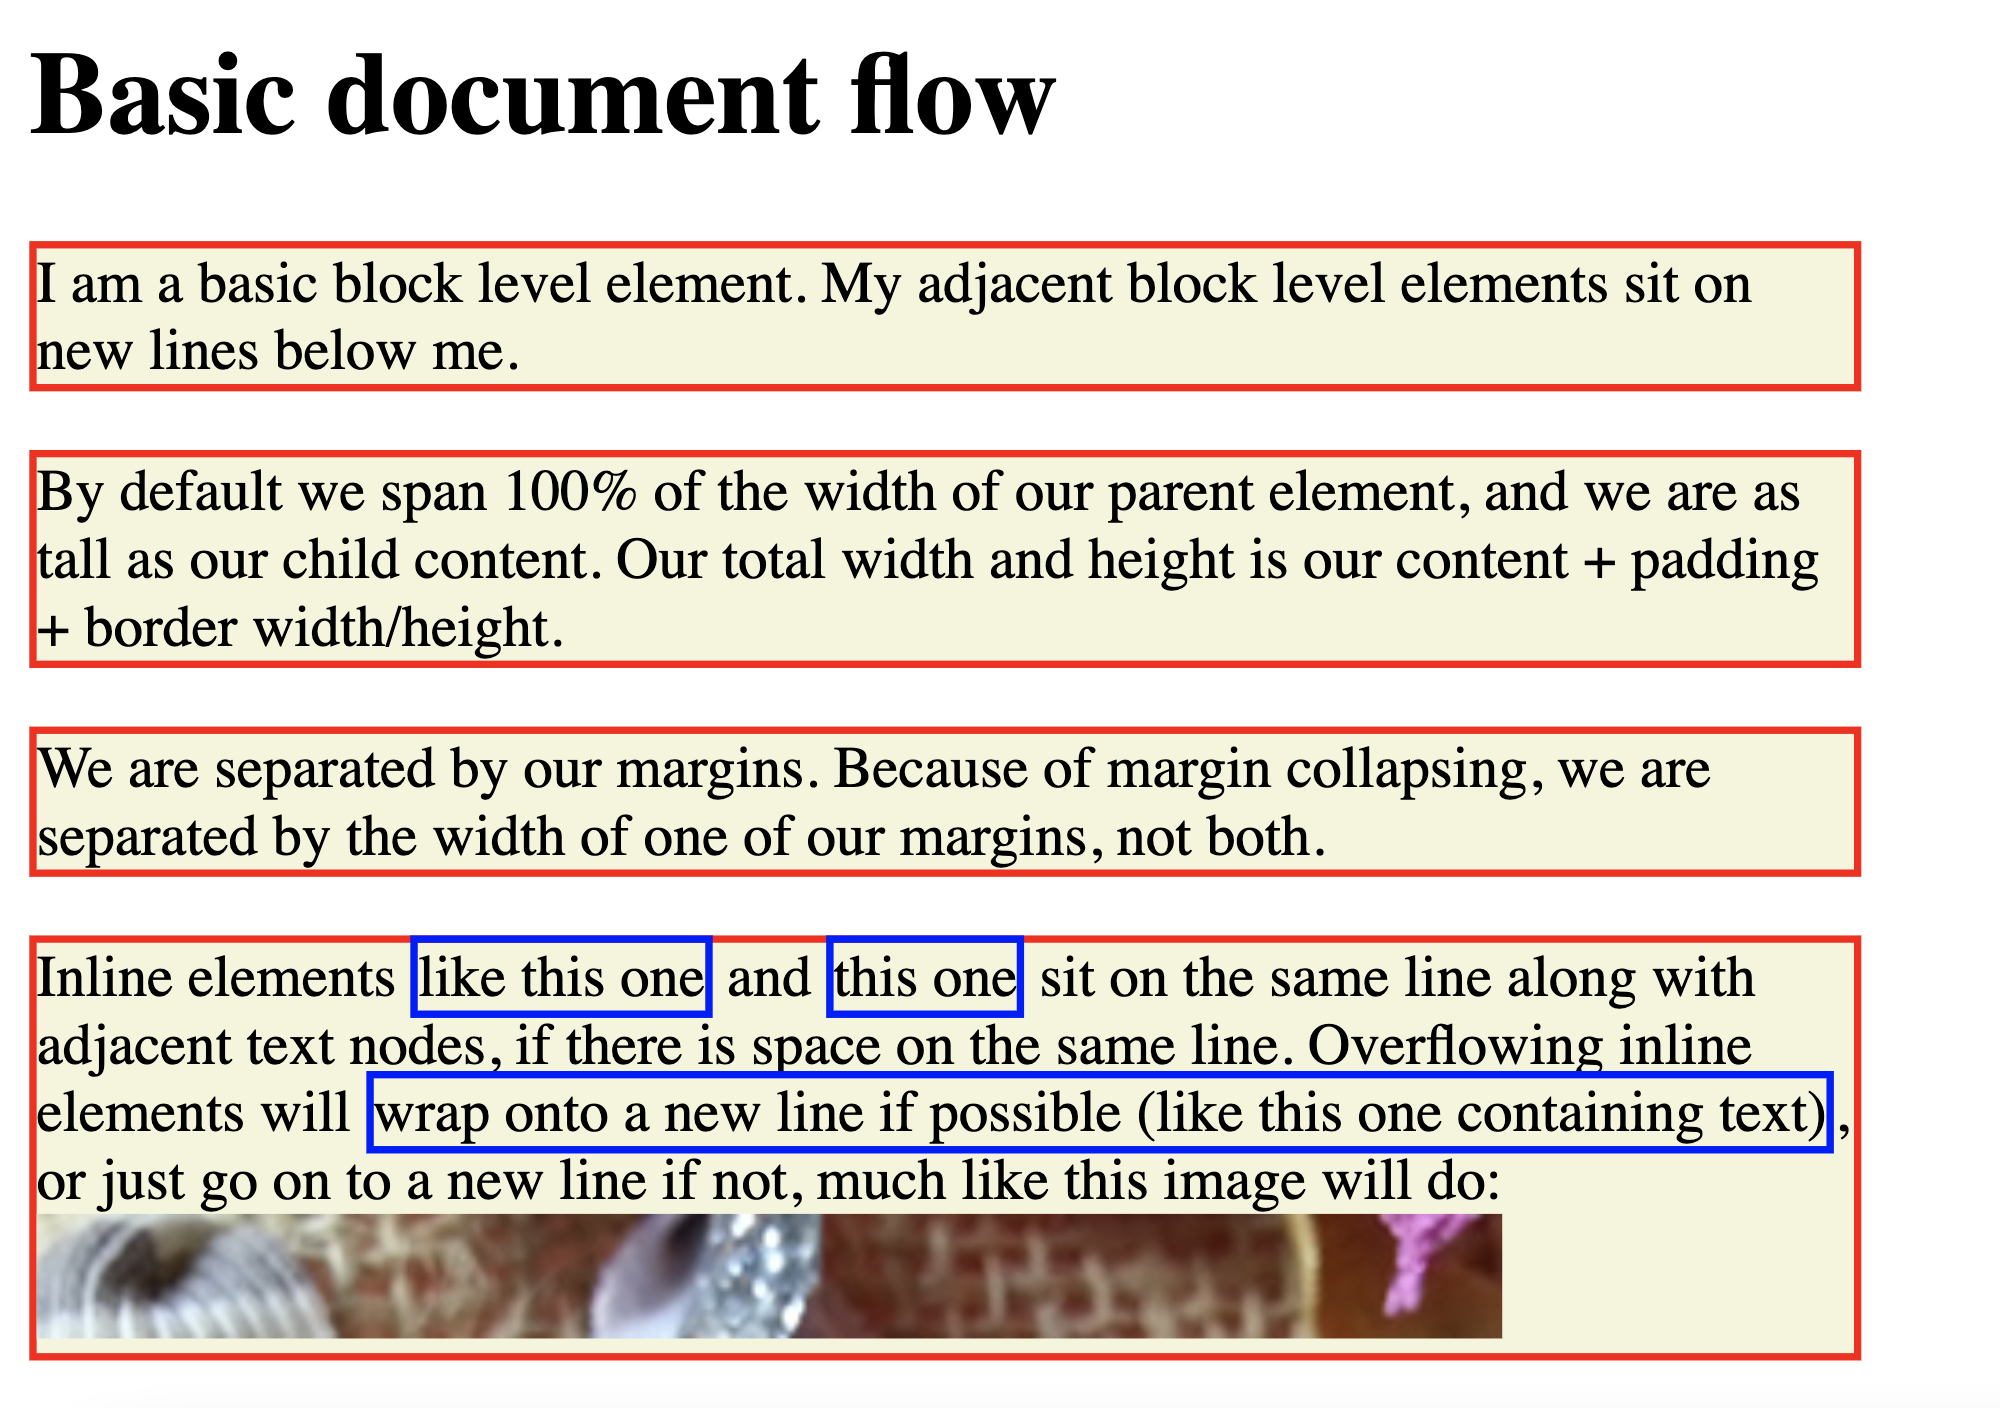 Basic document flow
I am a basic block level element. My adjacent block level elements sit on
new lines below me.
By default we span 100% of the width of our parent element, and we are as
tall as our child content. Our total width and height is our content + padding
+ border width/height.
We are separated by our margins. Because of margin collapsing, we are
separated by the width of one of our margins, not both.
Inline elements like this one and this one sit on the same line along with
adjacent text nodes, if there is space on the same line. Overflowing inline
elements will wrap onto a new line if possible (like this one containing text),
or just go on to a new line if not, much like this image will do: